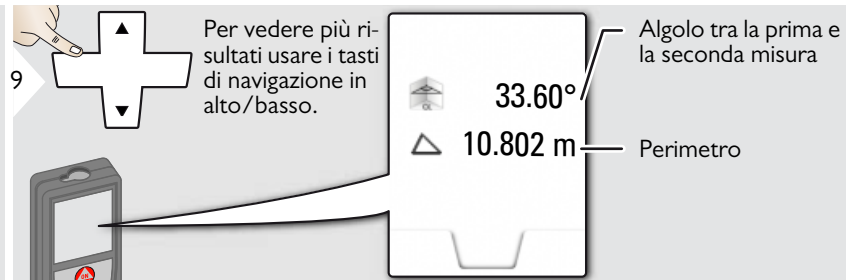 9
Per vedere più ri-
sultati usare i tasti
di navigazione in
alto/basso.
α
33.60°
10.802 m
Algolo tra la prima e
la seconda misura
Perimetro
ON